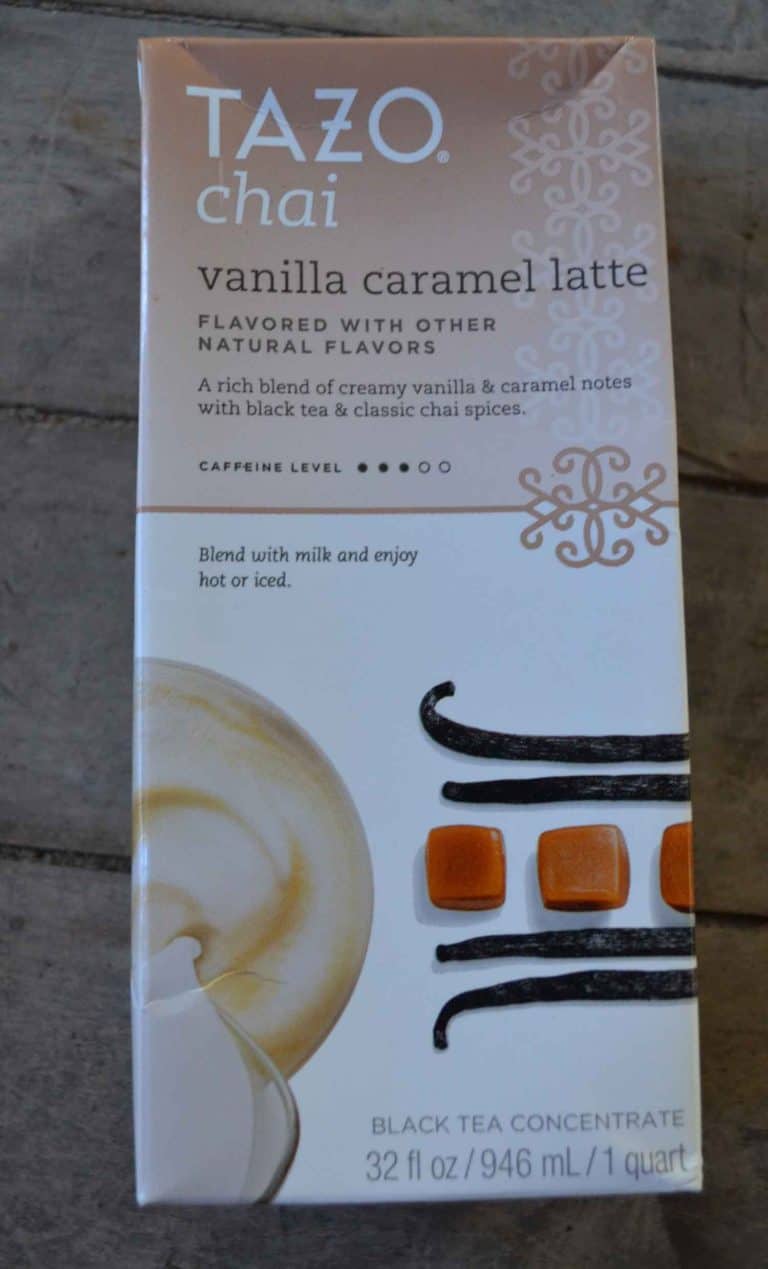 TAZO®
chai
vanilla caramel latte
FLAVORED WITH OTHER
NATURAL FLAVORS
A rich blend of creamy vanilla & caramel notes
with black tea & classic chai spices.
CAFFEINE LEVEL
Blend with milk and enjoy
hot or iced.
BLACK TEA CONCENTRATE
32 fl oz / 946 mL / 1 quart